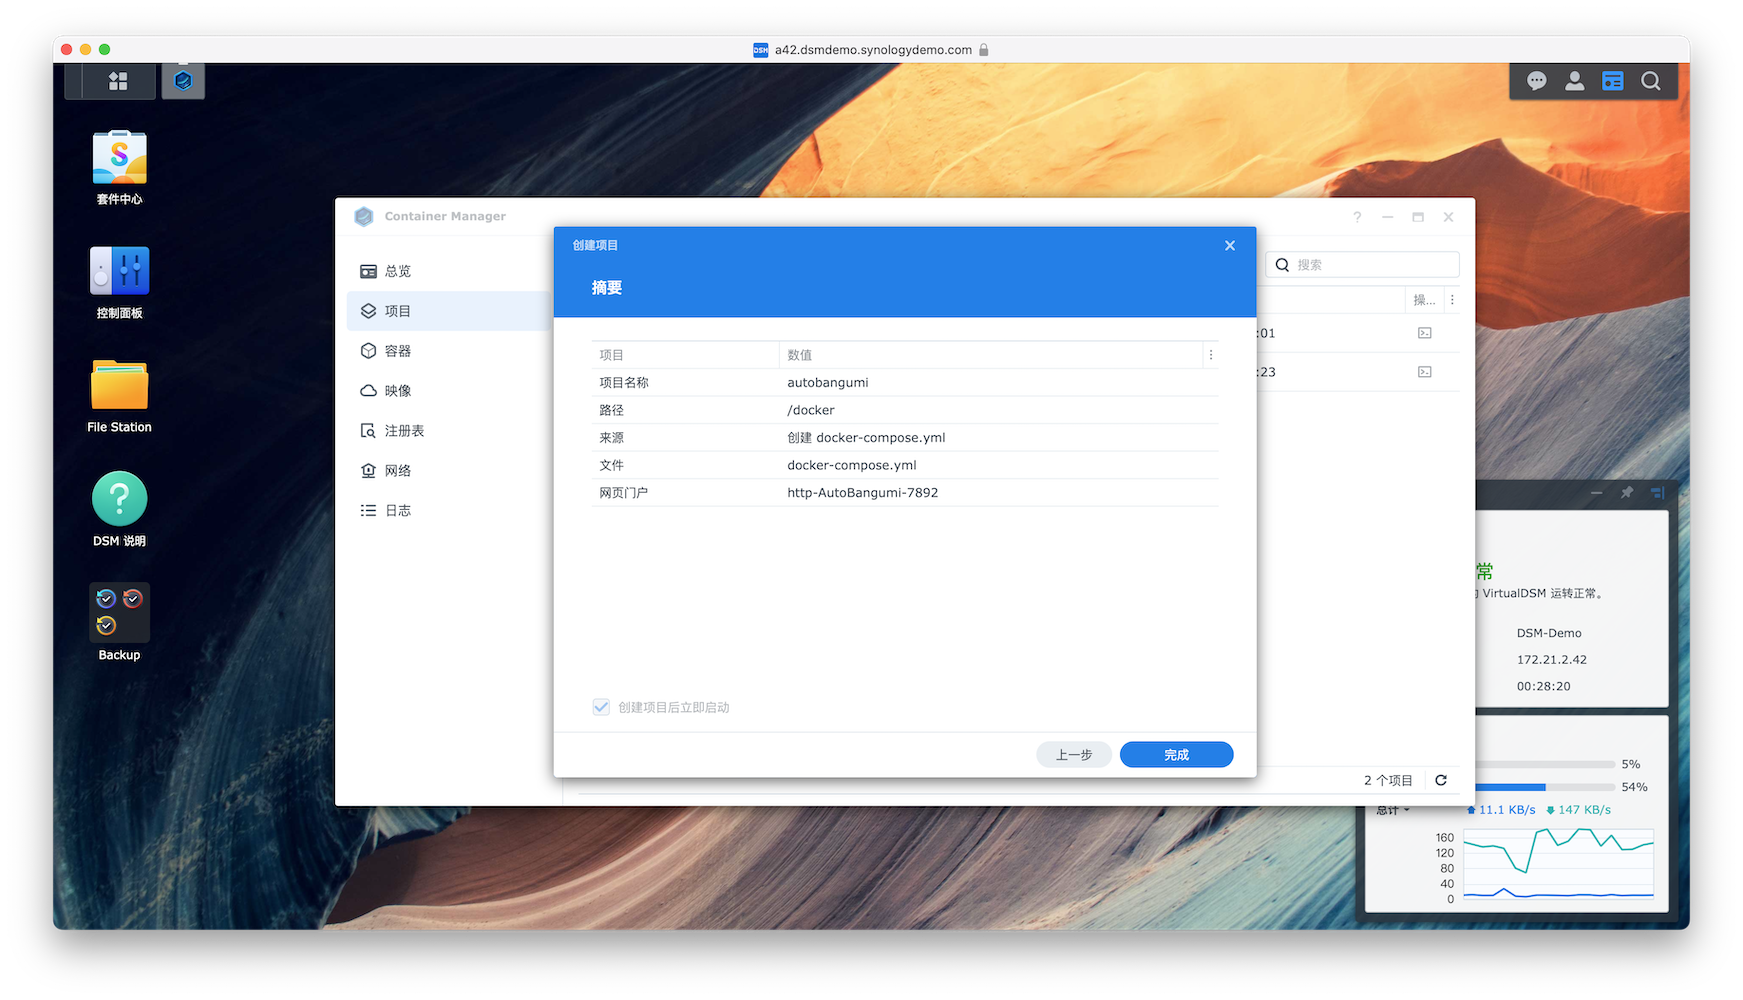 DSM a42.dsmdemo.synologydemo.com
套件中心
控制面板
File Station
DSM 说明
Backup
Container Manager
总览
项目
容器
映像
注册表
网络
日志
创建项目
摘要
项目 数值
项目名称 autobangumi
路径 /docker
来源 创建 docker-compose.yml
文件 docker-compose.yml
网页门户 http-AutoBangumi-7892
创建项目后立即启动
上一步 完成
搜索
操...
:01
:23
2 个项目
常
VirtualDSM 运转正常。
DSM-Demo
172.21.2.42
00:28:20
5%
54%
总计 11.1 KB/s 147 KB/s
160
120
80
40
0